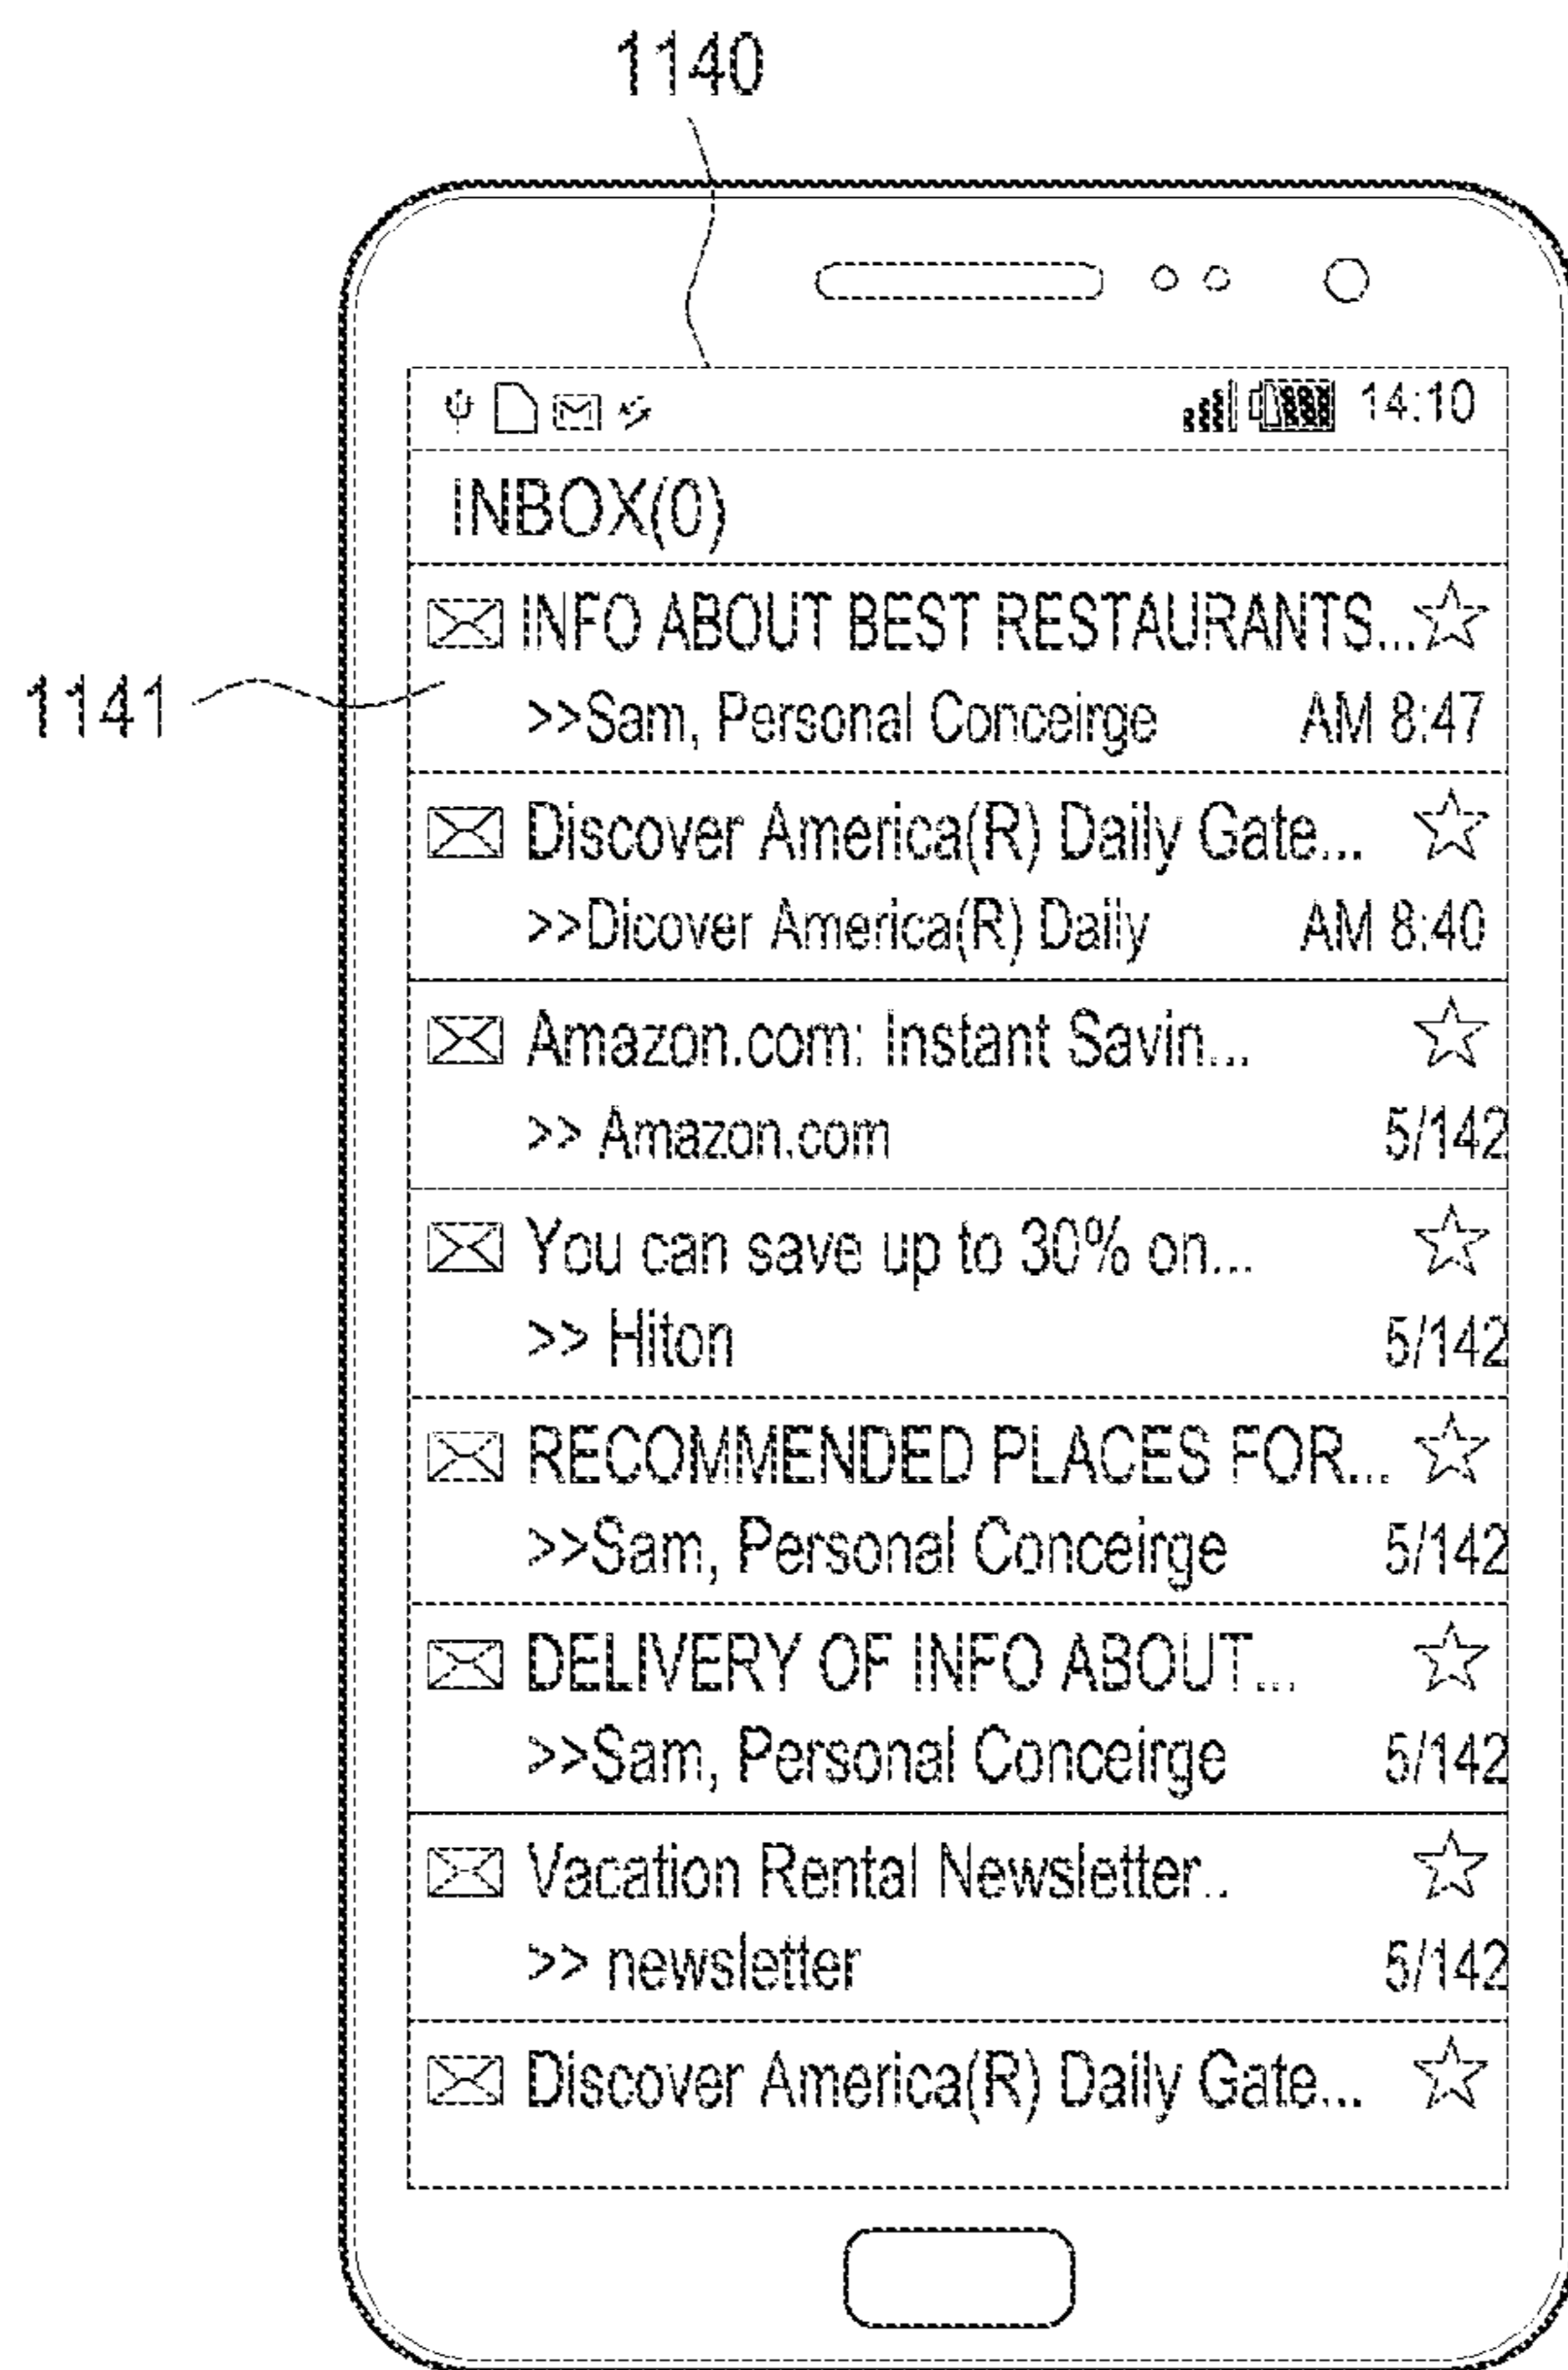 1140
14:10
INBOX(0)
INFO ABOUT BEST RESTAURANTS...
1141
>>Sam, Personal Conceirge AM 8:47
Discover America(R) Daily Gate...
>>Dicover America(R) Daily AM 8:40
Amazon.com: Instant Savin...
>> Amazon.com 5/142
You can save up to 30% on...
>> Hiton 5/142
RECOMMENDED PLACES FOR...
>>Sam, Personal Conceirge 5/142
DELIVERY OF INFO ABOUT...
>>Sam, Personal Conceirge 5/142
Vacation Rental Newsletter..
>> newsletter 5/142
Discover America(R) Daily Gate...